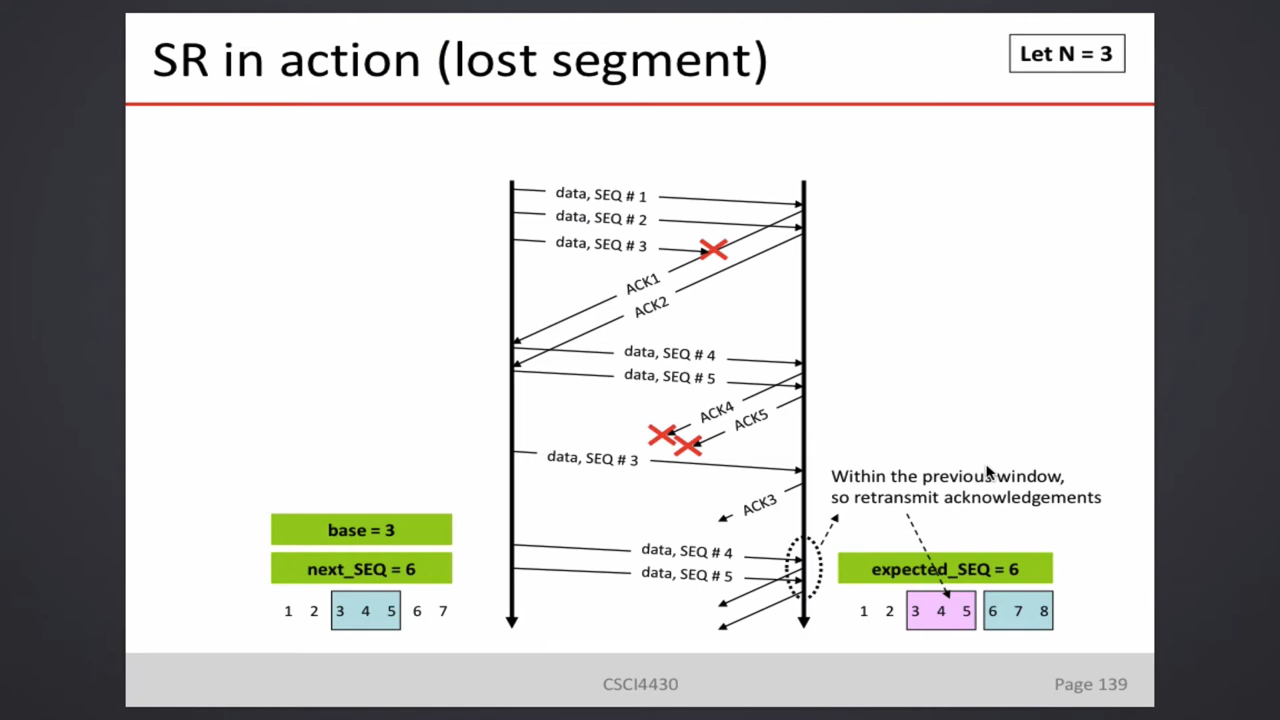 SR in action (lost segment)
Let N = 3
data, SEQ # 1
data, SEQ # 2
data, SEQ # 3
ACK1
ACK2
data, SEQ # 4
data, SEQ # 5
ACK4
ACK5
data, SEQ # 3
Within the previous window,
so retransmit acknowledgements
ACK3
base = 3
next_SEQ = 6
1 2 3 4 5 6 7
data, SEQ # 4
data, SEQ # 5
expected_SEQ = 6
1 2 3 4 5 6 7 8
CSCI4430
Page 139